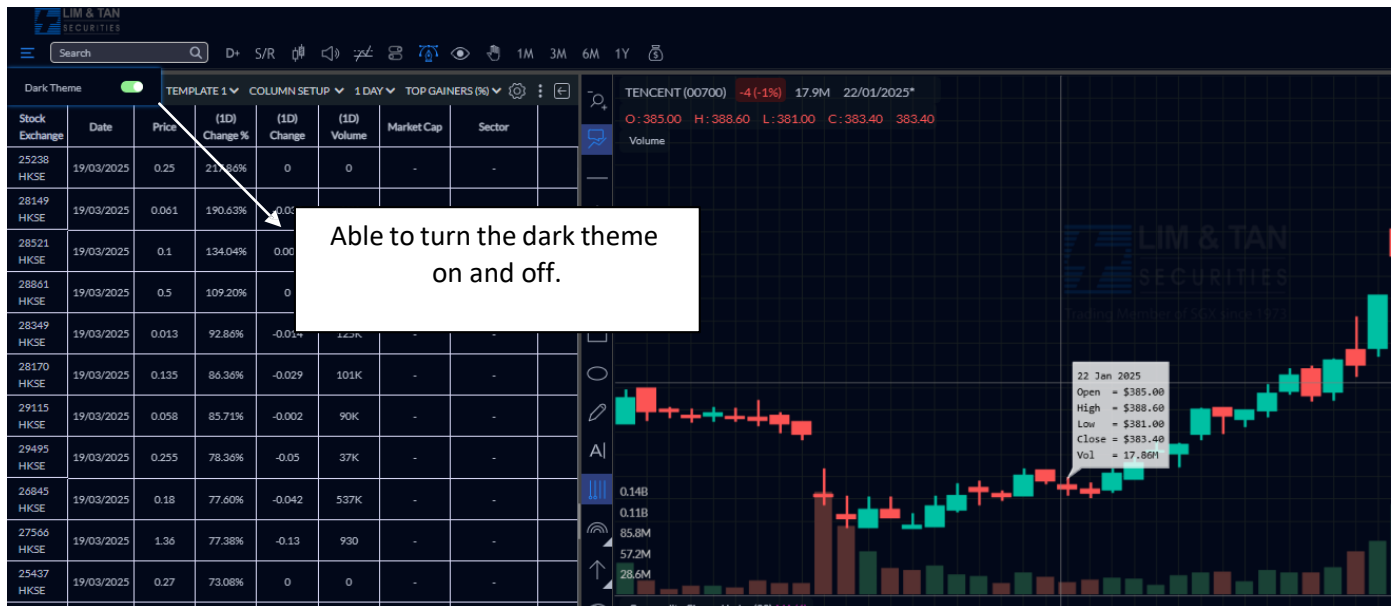 LIM & TAN
SECURITIES
Search D+ S/R 1M 3M 6M 1Y
Dark Theme TEMPLATE 1 COLUMN SETUP 1 DAY TOP GAINERS (%)
Stock Exchange Date Price (1D) Change % (1D) Change (1D) Volume Market Cap Sector
25238 HKSE 19/03/2025 0.25 217.86% 0 0 - -
28149 HKSE 19/03/2025 0.061 190.63%
28521 HKSE 19/03/2025 0.1 134.04%
28861 HKSE 19/03/2025 0.5 109.20% 0
28349 HKSE 19/03/2025 0.013 92.86% -0.014 125K - -
28170 HKSE 19/03/2025 0.135 86.36% -0.029 101K - -
29115 HKSE 19/03/2025 0.058 85.71% -0.002 90K - -
29495 HKSE 19/03/2025 0.255 78.36% -0.05 37K - -
26845 HKSE 19/03/2025 0.18 77.60% -0.042 537K - -
27566 HKSE 19/03/2025 1.36 77.38% -0.13 930 - -
25437 HKSE 19/03/2025 0.27 73.08% 0 0 - -
Able to turn the dark theme
on and off.
TENCENT (00700) -4 (-1%) 17.9M 22/01/2025*
O: 385.00 H: 388.60 L: 381.00 C: 383.40 383.40
Volume
LIM & TAN
SECURITIES
Trading Member of SGX since 1973
22 Jan 2025
Open = $385.00
High = $388.60
Low = $381.00
Close = $383.40
Vol = 17.86M
A
0.14B
0.11B
85.8M
57.2M
28.6M